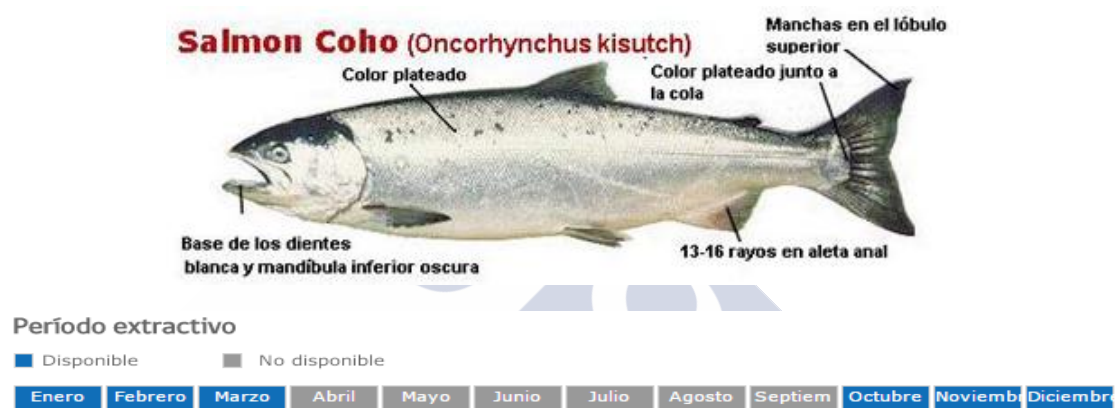 Salmon Coho (Oncorhynchus kisutch)
Manchas en el lóbulo
superior
Color plateado
Color plateado junto a
la cola
Base de los dientes
blanca y mandíbula inferior oscura
13-16 rayos en aleta anal
Período extractivo
Disponible No disponible
Enero Febrero Marzo Abril Mayo Junio Julio Agosto Septiem Octubre Noviembr Diciembr